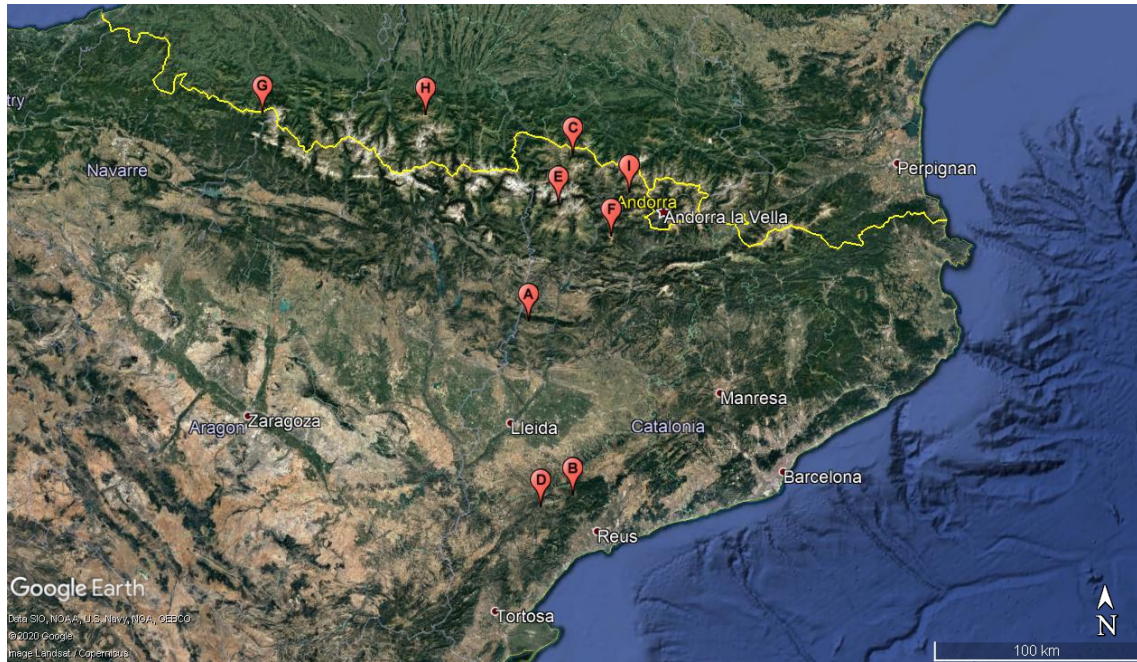 G
H
try
C
Navarre
I
Perpignan
E
Andorra
F
Andorra la Vella
A
Manresa
Zaragoza
Aragon
Lleida
Catalonia
B
D
Barcelona
Reus
Google Earth
Tortosa
Data SIO, NOAA, U.S. Navy, NGA, GEBCO
©2020 Google
Image Landsat / Copernicus
N
100 km